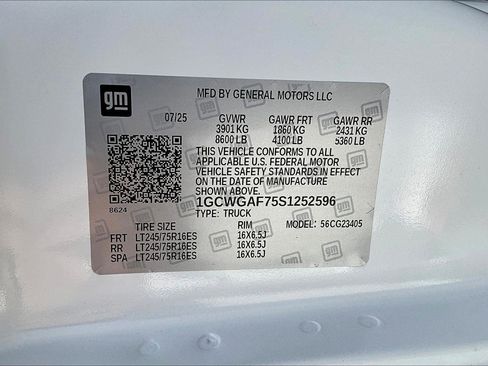 gm
MFD BY GENERAL MOTORS LLC
07/25 GVWR GAWR FRT GAWR RR
3901 KG 1860 KG 2431 KG
8600 LB 4100 LB 5360 LB
THIS VEHICLE CONFORMS TO ALL
APPLICABLE U.S. FEDERAL MOTOR
VEHICLE SAFETY STANDARDS IN EFFECT
ON THE DATE OF MANUFACTURE
SHOWN ABOVE.
8624 1GCWGAF75S1252596
TYPE: TRUCK MODEL: 56CG23405
TIRE SIZE RIM
FRT LT245/75R16ES 16X6.5J
RR LT245/75R16ES 16X6.5J
SPA LT245/75R16ES 16X6.5J